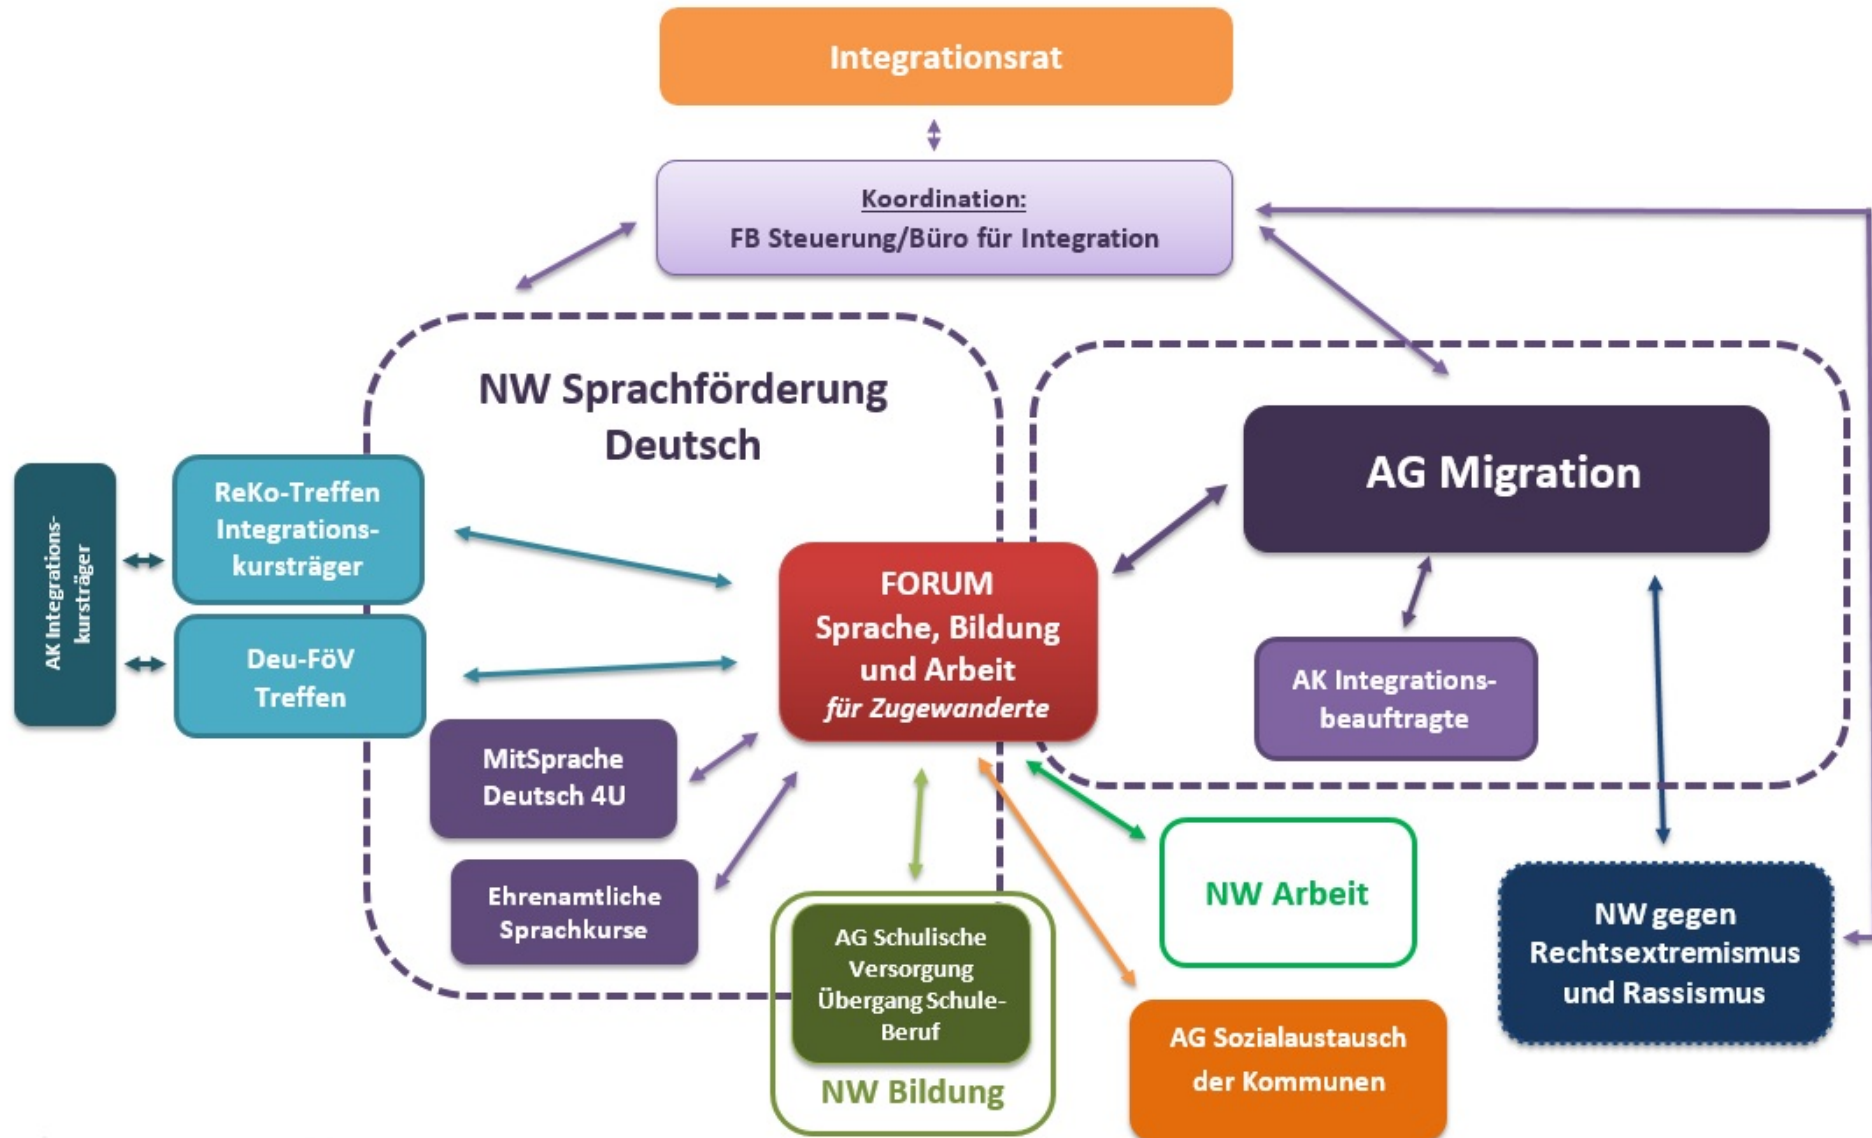 Integrationsrat
Koordination:
FB Steuerung/Büro für Integration
NW Sprachförderung
Deutsch
AG Migration
AK Integrations-
kursträger
ReKo-Treffen
Integrations-
kursträger
Deu-FöV
Treffen
FORUM
Sprache, Bildung
und Arbeit
für Zugewanderte
AK Integrations-
beauftragte
MitSprache
Deutsch 4U
Ehrenamtliche
Sprachkurse
AG Schulische
Versorgung
Übergang Schule-
Beruf
NW Bildung
NW Arbeit
AG Sozialaustausch
der Kommunen
NW gegen
Rechtsextremismus
und Rassismus